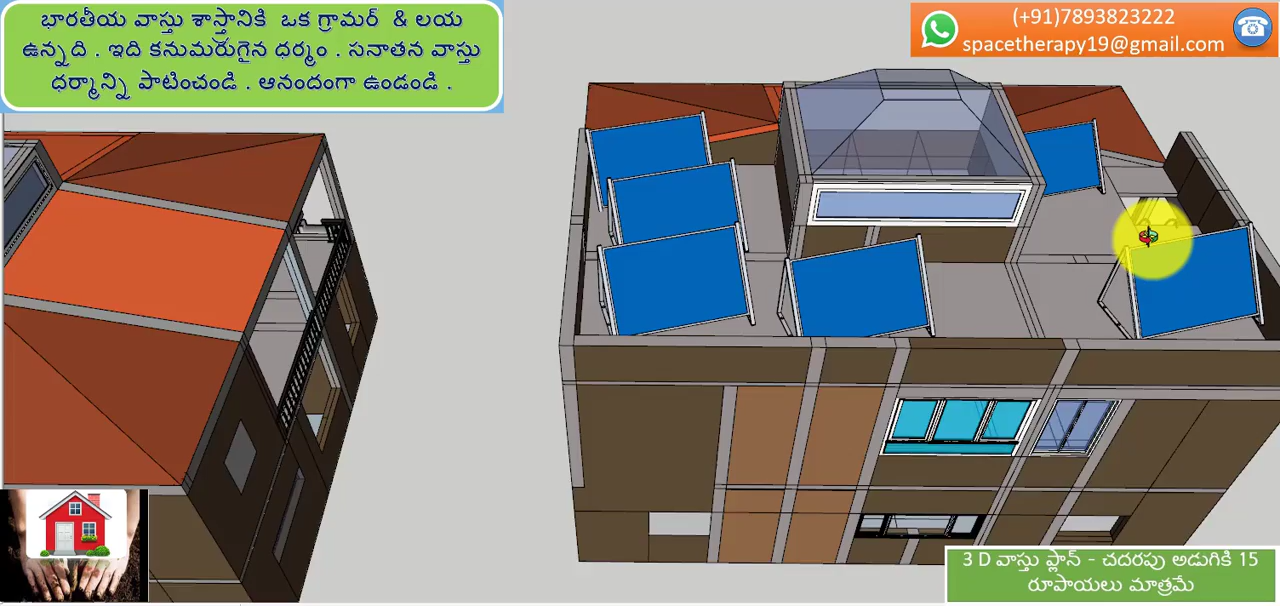 భారతీయ వాస్తు శాస్త్రానికి ఒక గ్రామర్ & లయ
ఉన్నది . ఇది కనుమరుగైన ధర్మం . సనాతన వాస్తు
ధర్మాన్ని పాటించండి . ఆనందంగా ఉండండి .
(+91)7893823222
spacetherapy19@gmail.com
3 D వాస్తు ప్లాన్ - చదరపు అడుగికి 15
రూపాయలు మాత్రమే